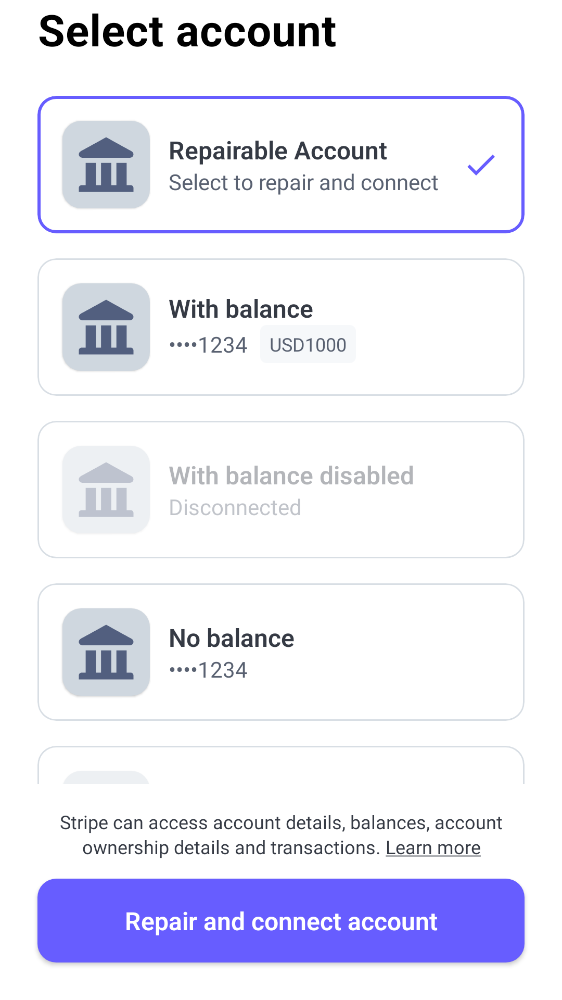 Select account
Repairable Account
Select to repair and connect
With balance
••••1234 USD1000
With balance disabled
Disconnected
No balance
••••1234
Stripe can access account details, balances, account
ownership details and transactions. Learn more
Repair and connect account